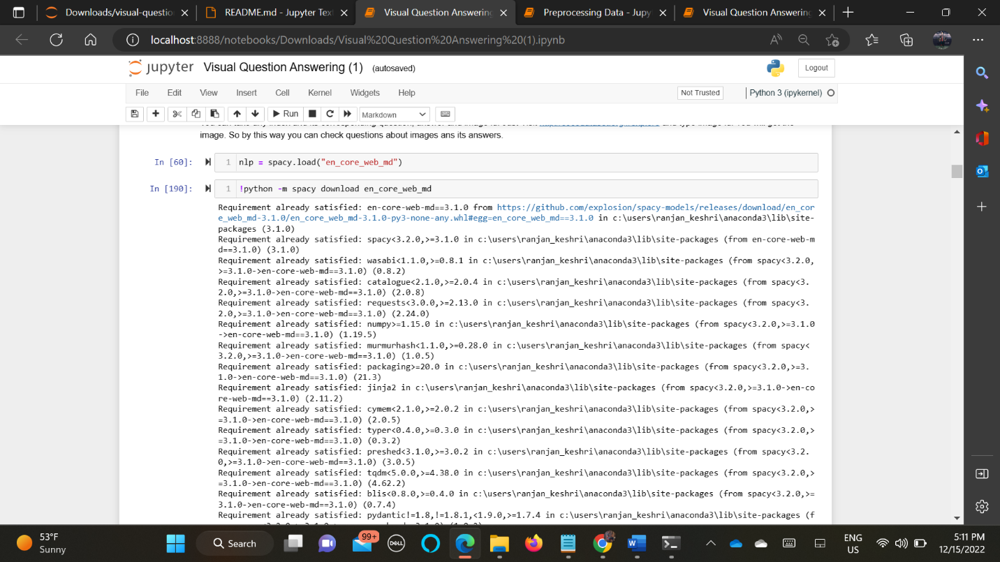 Downloads/visual-questio
README.md - Jupyter Text
Visual Question Answering
Preprocessing Data - Jupy
Visual Question Answering
localhost:8888/notebooks/Downloads/Visual%20Question%20Answering%20(1).ipynb
jupyter Visual Question Answering (1) (autosaved)
Logout
File Edit View Insert Cell Kernel Widgets Help
Not Trusted
Python 3 (ipykernel)
Run
Markdown
image. So by this way you can check questions about images ans its answers.
In [60]: 1 nlp = spacy.load("en_core_web_md")
In [190]: 1 !python -m spacy download en_core_web_md
Requirement already satisfied: en-core-web-md==3.1.0 from https://github.com/explosion/spacy-models/releases/download/en_cor
e_web_md-3.1.0/en_core_web_md-3.1.0-py3-none-any.whl#egg=en_core_web_md==3.1.0 in c:\users\ranjan_keshri\anaconda3\lib\site-
packages (3.1.0)
Requirement already satisfied: spacy<3.2.0,>=3.1.0 in c:\users\ranjan_keshri\anaconda3\lib\site-packages (from en-core-web-m
d==3.1.0) (3.1.0)
Requirement already satisfied: wasabi<1.1.0,>=0.8.1 in c:\users\ranjan_keshri\anaconda3\lib\site-packages (from spacy<3.2.0,
>=3.1.0->en-core-web-md==3.1.0) (0.8.2)
Requirement already satisfied: catalogue<2.1.0,>=2.0.4 in c:\users\ranjan_keshri\anaconda3\lib\site-packages (from spacy<3.
2.0,>=3.1.0->en-core-web-md==3.1.0) (2.0.8)
Requirement already satisfied: requests<3.0.0,>=2.13.0 in c:\users\ranjan_keshri\anaconda3\lib\site-packages (from spacy<3.
2.0,>=3.1.0->en-core-web-md==3.1.0) (2.24.0)
Requirement already satisfied: numpy>=1.15.0 in c:\users\ranjan_keshri\anaconda3\lib\site-packages (from spacy<3.2.0,>=3.1.0
->en-core-web-md==3.1.0) (1.19.5)
Requirement already satisfied: murmurhash<1.1.0,>=0.28.0 in c:\users\ranjan_keshri\anaconda3\lib\site-packages (from spacy<
3.2.0,>=3.1.0->en-core-web-md==3.1.0) (1.0.5)
Requirement already satisfied: packaging>=20.0 in c:\users\ranjan_keshri\anaconda3\lib\site-packages (from spacy<3.2.0,>=3.
1.0->en-core-web-md==3.1.0) (21.3)
Requirement already satisfied: jinja2 in c:\users\ranjan_keshri\anaconda3\lib\site-packages (from spacy<3.2.0,>=3.1.0->en-co
re-web-md==3.1.0) (2.11.2)
Requirement already satisfied: cymem<2.1.0,>=2.0.2 in c:\users\ranjan_keshri\anaconda3\lib\site-packages (from spacy<3.2.0,>
=3.1.0->en-core-web-md==3.1.0) (2.0.5)
Requirement already satisfied: typer<0.4.0,>=0.3.0 in c:\users\ranjan_keshri\anaconda3\lib\site-packages (from spacy<3.2.0,>
=3.1.0->en-core-web-md==3.1.0) (0.3.2)
Requirement already satisfied: preshed<3.1.0,>=3.0.2 in c:\users\ranjan_keshri\anaconda3\lib\site-packages (from spacy<3.2.
0,>=3.1.0->en-core-web-md==3.1.0) (3.0.5)
Requirement already satisfied: tqdm<5.0.0,>=4.38.0 in c:\users\ranjan_keshri\anaconda3\lib\site-packages (from spacy<3.2.0,>
=3.1.0->en-core-web-md==3.1.0) (4.62.2)
Requirement already satisfied: blis<0.8.0,>=0.4.0 in c:\users\ranjan_keshri\anaconda3\lib\site-packages (from spacy<3.2.0,>=
3.1.0->en-core-web-md==3.1.0) (0.7.4)
Requirement already satisfied: pydantic!=1.8,!=1.8.1,<1.9.0,>=1.7.4 in c:\users\ranjan_keshri\anaconda3\lib\site-packages (f
53°F
Sunny
Search
99+
DELL
ENG
US
5:11 PM
12/15/2022